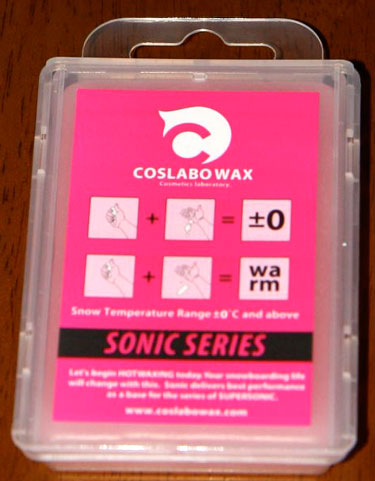 COSLABO WAX
Cosmetics laboratory.
+ = ±0
+ = wa
rm
Snow Temperature Range ±0°C and above
SONIC SERIES
Let's begin HOTWAXING today. Your snowboarding life
will change with this. Sonic delivers best performance
as a base for the series of SUPERSONIC.
www.coslabowax.com